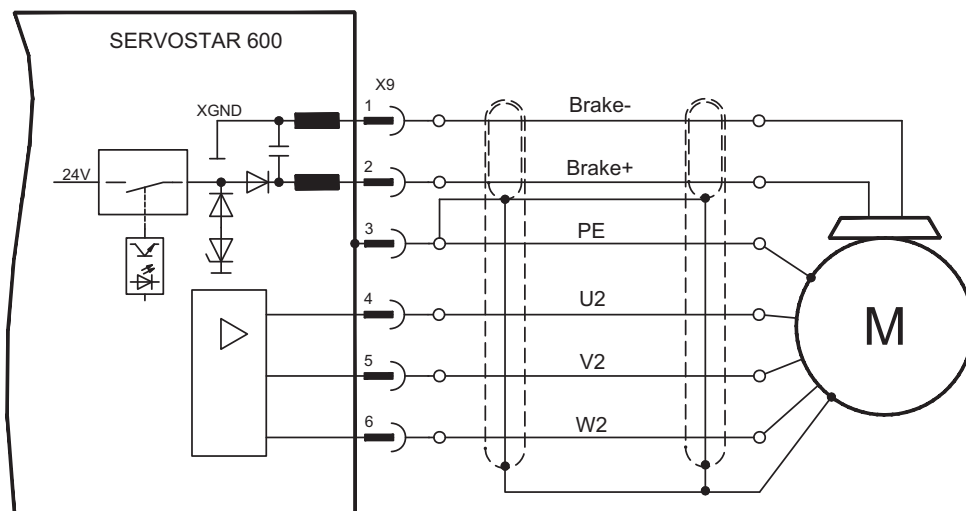 SERVOSTAR 600
X9
XGND
1
Brake-
24V
2
Brake+
3
PE
4
U2
M
5
V2
6
W2